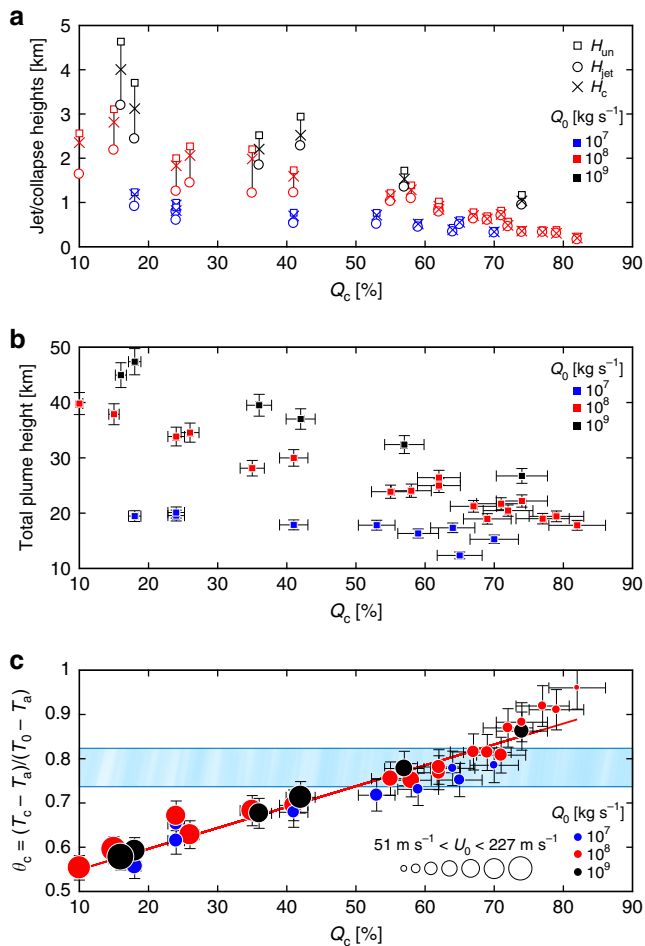 a
Jet/collapse heights [km]
5
4
3
2
1
0
H_un
H_jet
H_c
Q_0 [kg s^−1]
10^7
10^8
10^9
10 20 30 40 50 60 70 80 90
Q_c [%]
b
Total plume height [km]
50
40
30
20
10
Q_0 [kg s^−1]
10^7
10^8
10^9
10 20 30 40 50 60 70 80 90
Q_c [%]
c
θ_c = (T_c − T_a)/(T_0 − T_a)
1
0.9
0.8
0.7
0.6
0.5
Q_0 [kg s^−1]
51 m s^−1 < U_0 < 227 m s^−1
10^7
10^8
10^9
10 20 30 40 50 60 70 80 90
Q_c [%]